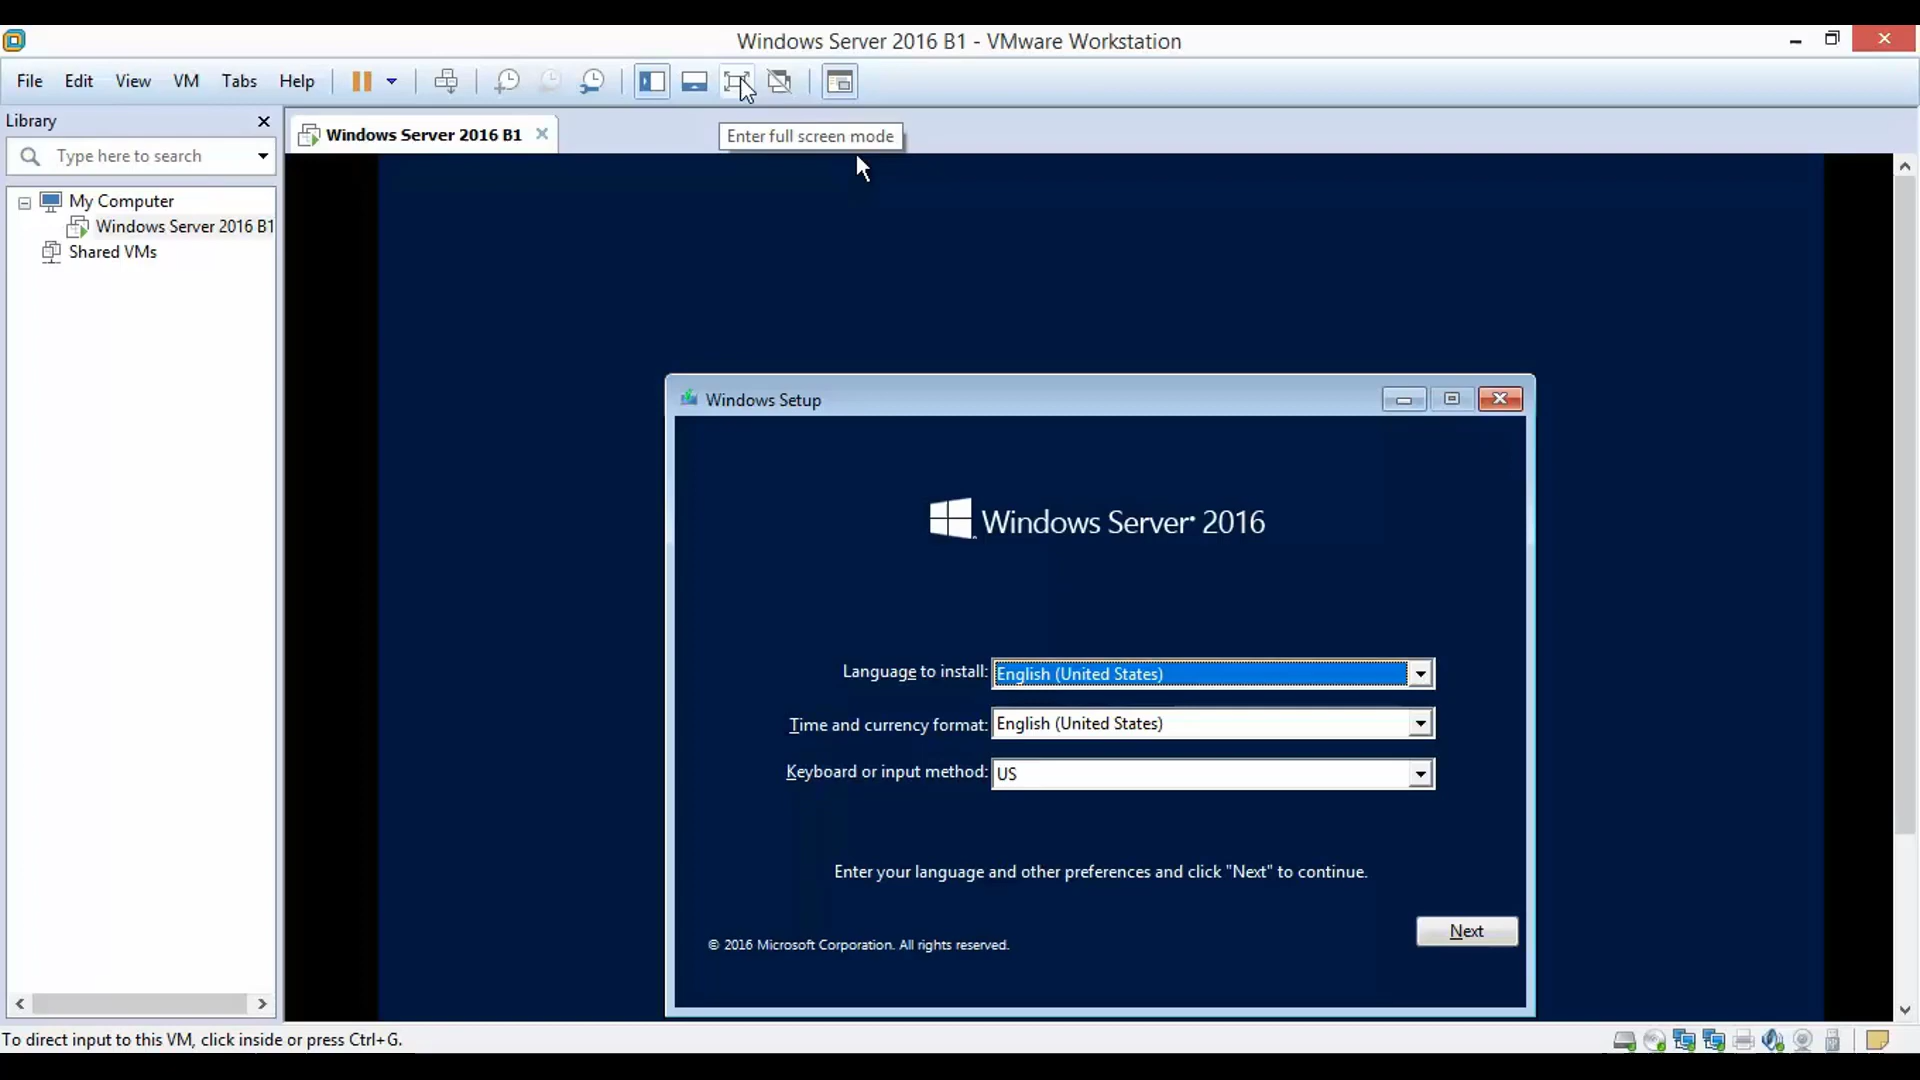 Windows Server 2016 B1 - VMware Workstation
File Edit View VM Tabs Help
Library
Type here to search
My Computer
Windows Server 2016 B1
Shared VMs
Windows Server 2016 B1
Enter full screen mode
Windows Setup
Windows Server 2016
Language to install: English (United States)
Time and currency format: English (United States)
Keyboard or input method: US
Enter your language and other preferences and click "Next" to continue.
Next
© 2016 Microsoft Corporation. All rights reserved.
To direct input to this VM, click inside or press Ctrl+G.